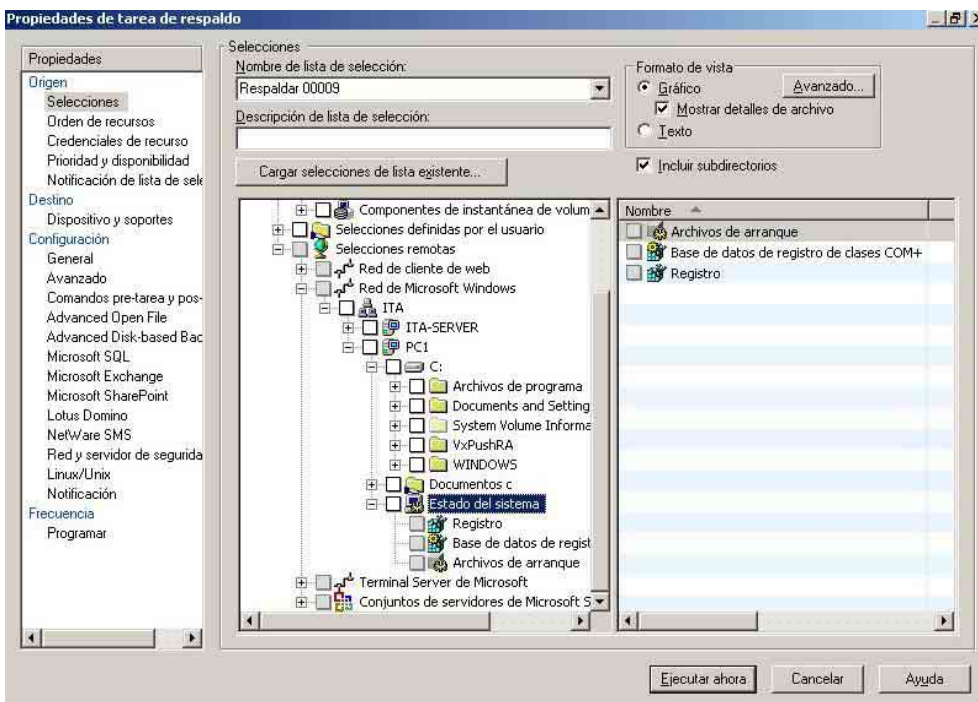 Propiedades de tarea de respaldo
Propiedades
Origen
Selecciones
Orden de recursos
Credenciales de recurso
Prioridad y disponibilidad
Notificación de lista de sele
Destino
Dispositivo y soportes
Configuración
General
Avanzado
Comandos pre-tarea y pos-
Advanced Open File
Advanced Disk-based Bac
Microsoft SQL
Microsoft Exchange
Microsoft SharePoint
Lotus Domino
NetWare SMS
Red y servidor de segurida
Linux/Unix
Notificación
Frecuencia
Programar
Selecciones
Nombre de lista de selección:
Respaldar 00009
Descripción de lista de selección:
Cargar selecciones de lista existente...
Formato de vista
Gráfico
Avanzado...
Mostrar detalles de archivo
Texto
Incluir subdirectorios
Componentes de instantánea de volum
Selecciones definidas por el usuario
Selecciones remotas
Red de cliente de web
Red de Microsoft Windows
ITA
ITA-SERVER
PC1
C:
Archivos de programa
Documents and Setting
System Volume Informa
VxPushRA
WINDOWS
Documentos c
Estado del sistema
Registro
Base de datos de regist
Archivos de arranque
Terminal Server de Microsoft
Conjuntos de servidores de Microsoft S
Nombre
Archivos de arranque
Base de datos de registro de clases COM+
Registro
Ejecutar ahora
Cancelar
Ayuda